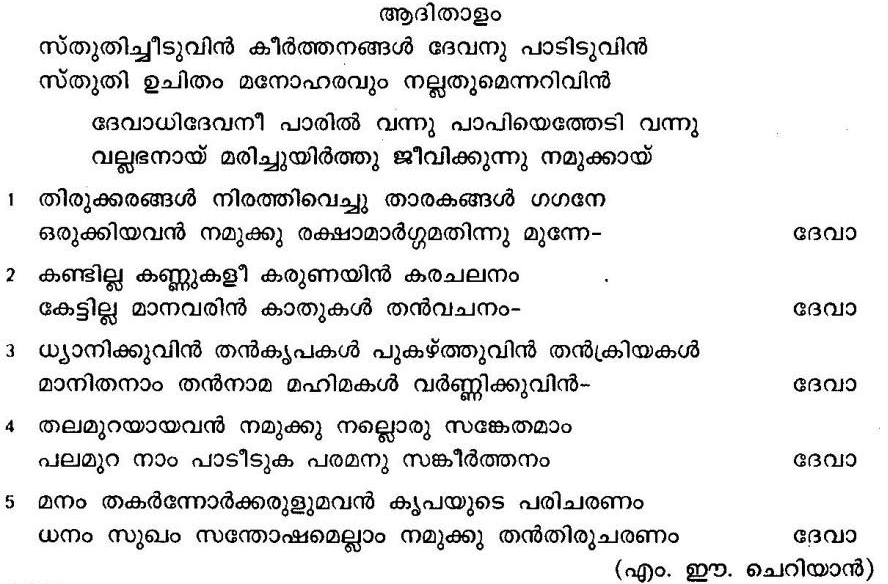 ആദിതാളം
സ്തുതിച്ചീടുവിൻ കീർത്തനങ്ങൾ ദേവനു പാടിടുവിൻ
സ്തുതി ഉചിതം മനോഹരവും നല്ലതുമെന്നറിവിൻ
ദേവാധിദേവനീ പാരിൽ വന്നു പാപിയെത്തേടി വന്നു
വല്ലഭനായ് മരിച്ചുയിർത്തു ജീവിക്കുന്നു നമുക്കായ്
1 തിരുക്കരങ്ങൾ നിരത്തിവെച്ചു താരകങ്ങൾ ഗഗനേ
ഒരുക്കിയവൻ നമുക്കു രക്ഷാമാർഗ്ഗമതിന്നു മുന്നേ- ദേവാ
2 കണ്ടില്ല കണ്ണുകളീ കരുണയിൻ കരചലനം
കേട്ടില്ല മാനവരിൻ കാതുകൾ തൻവചനം- ദേവാ
3 ധ്യാനിക്കുവിൻ തൻകൃപകൾ പുകഴ്ത്തുവിൻ തൻക്രിയകൾ
മാനിതനാം തൻനാമ മഹിമകൾ വർണ്ണിക്കുവിൻ- ദേവാ
4 തലമുറയായവൻ നമുക്കു നല്ലൊരു സങ്കേതമാം
പലമുറ നാം പാടീടുക പരമനു സങ്കീർത്തനം ദേവാ
5 മനം തകർന്നോർക്കരുളുമവൻ കൃപയുടെ പരിചരണം
ധനം സുഖം സന്തോഷമെല്ലാം നമുക്കു തൻതിരുചരണം ദേവാ
(എം. ഈ. ചെറിയാൻ)